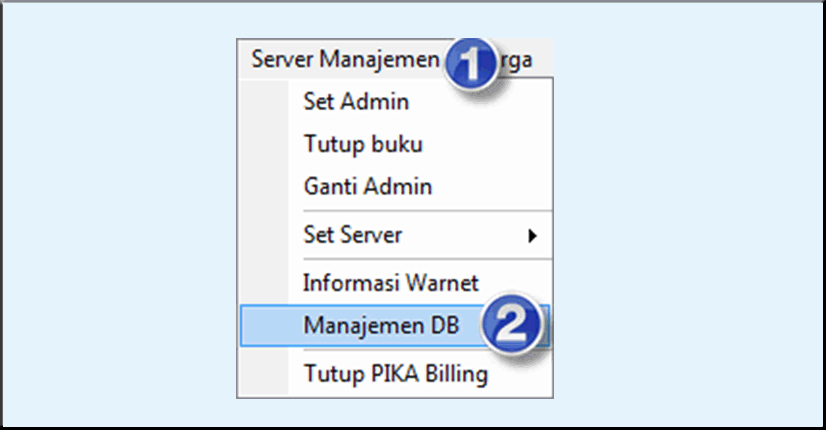 Server Manajemen 1 rga
Set Admin
Tutup buku
Ganti Admin
Set Server
Informasi Warnet
Manajemen DB 2
Tutup PIKA Billing